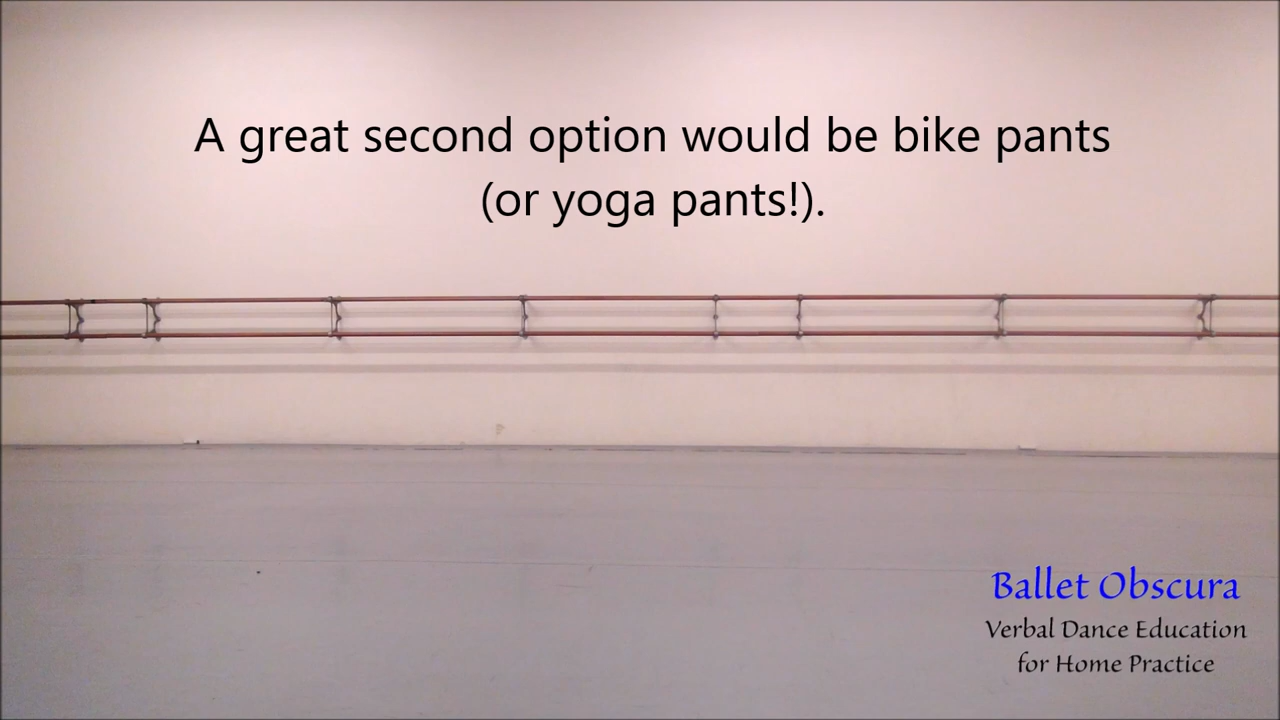 A great second option would be bike pants
(or yoga pants!).
Ballet Obscura
Verbal Dance Education
for Home Practice